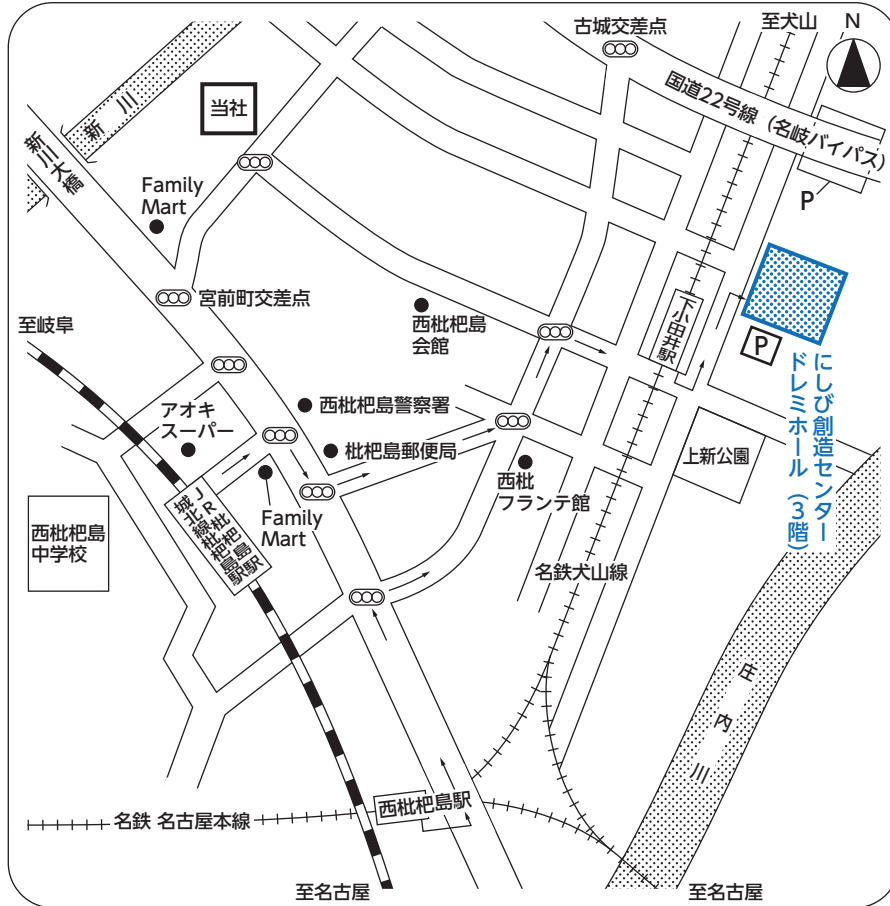 古城交差点
至犬山
N
国道22号線（名岐バイパス）
当社
新川
新川大橋
Family
Mart
P
宮前町交差点
西枇杷島
会館
下小田井駅
至岐阜
P
にしび創造センター
ドレミホール（3階）
アオキ
スーパー
西枇杷島警察署
枇杷島郵便局
上新公園
西枇
フランテ館
Family
Mart
JR枇杷島駅
城北線枇杷島駅
西枇杷島
中学校
名鉄犬山線
庄内川
西枇杷島駅
名鉄 名古屋本線
至名古屋
至名古屋